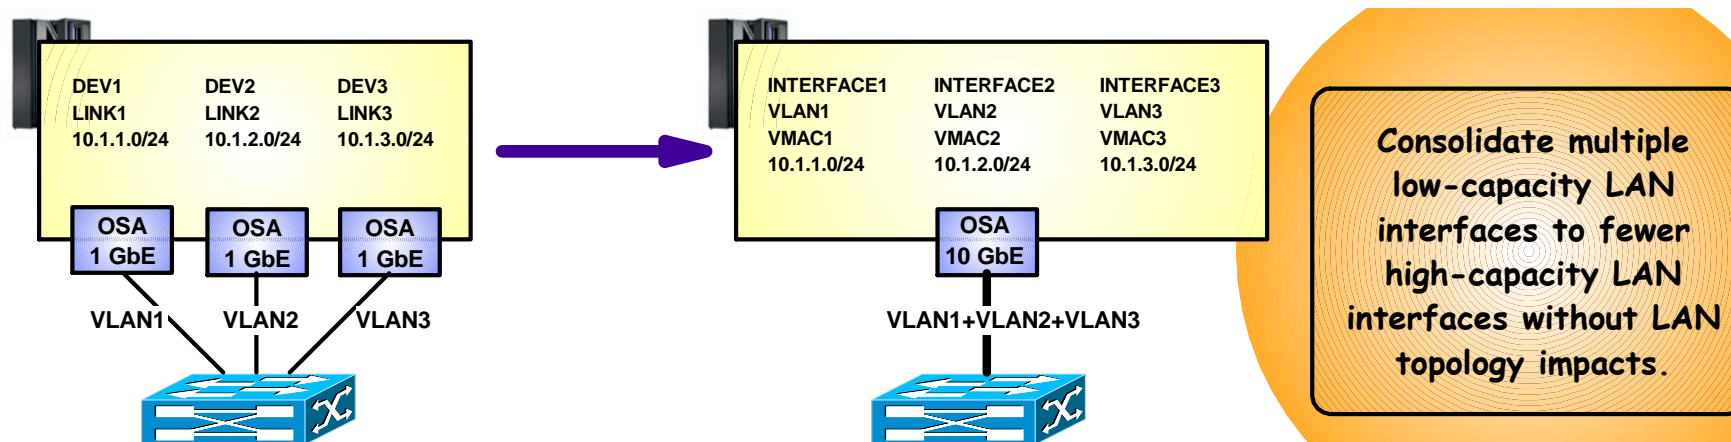 DEV1 DEV2 DEV3
LINK1 LINK2 LINK3
10.1.1.0/24 10.1.2.0/24 10.1.3.0/24
OSA OSA OSA
1 GbE 1 GbE 1 GbE
VLAN1 VLAN2 VLAN3
INTERFACE1 INTERFACE2 INTERFACE3
VLAN1 VLAN2 VLAN3
VMAC1 VMAC2 VMAC3
10.1.1.0/24 10.1.2.0/24 10.1.3.0/24
OSA
10 GbE
VLAN1+VLAN2+VLAN3
Consolidate multiple
low-capacity LAN
interfaces to fewer
high-capacity LAN
interfaces without LAN
topology impacts.